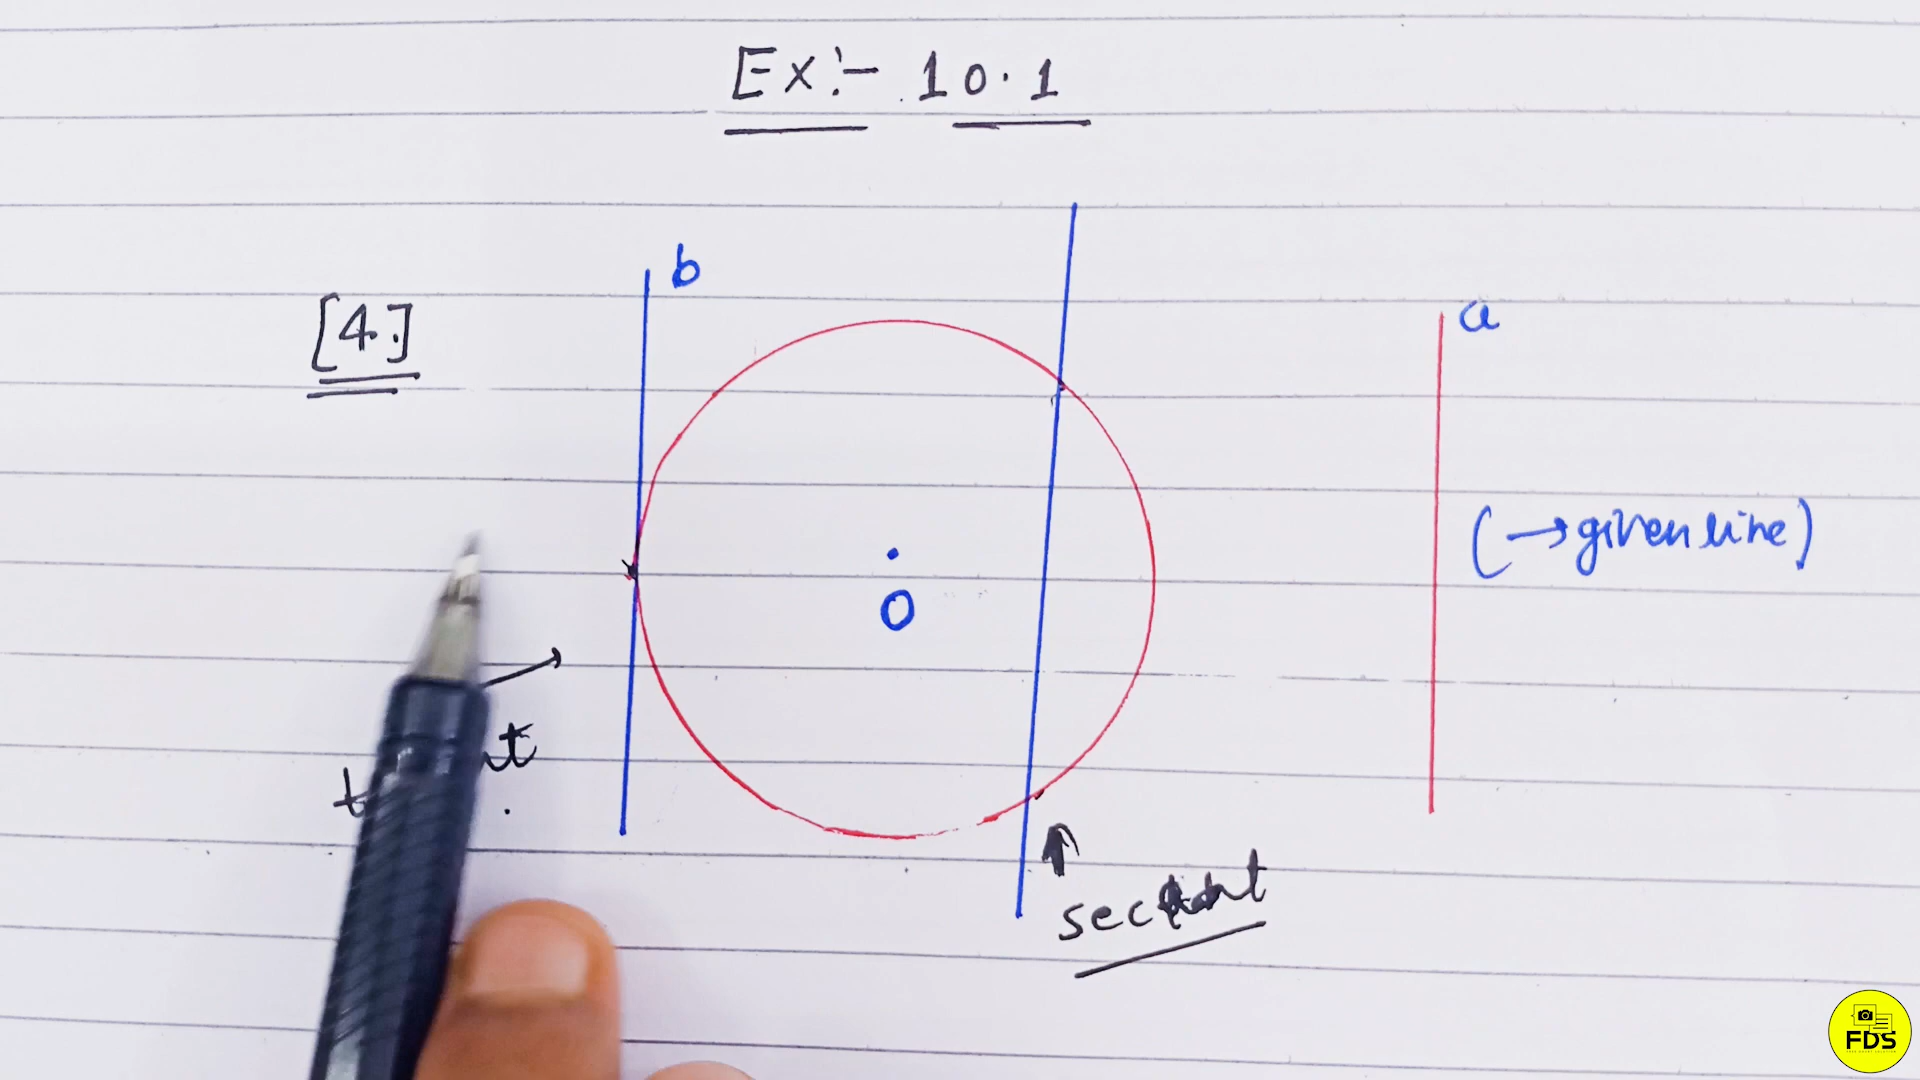 Ex:- 10.1
b
[4.]
a
(→ given line)
O
secant
FDS